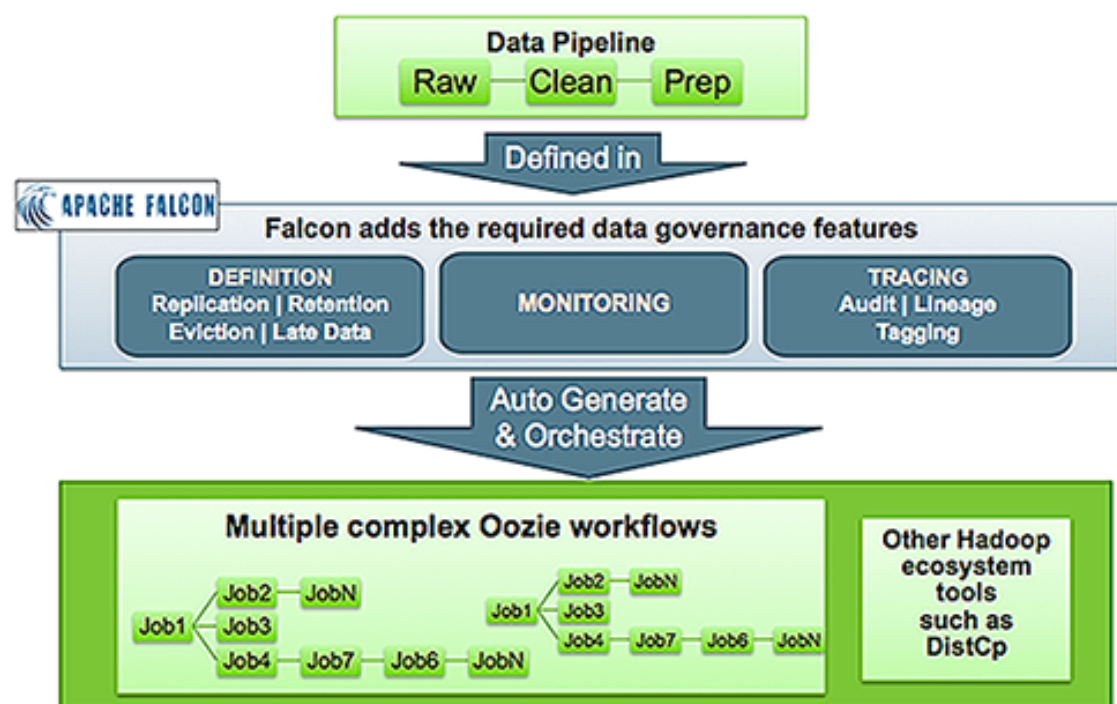 Data Pipeline
Raw Clean Prep
Defined in
APACHE FALCON
Falcon adds the required data governance features
DEFINITION
Replication | Retention
Eviction | Late Data
MONITORING
TRACING
Audit | Lineage
Tagging
Auto Generate
& Orchestrate
Multiple complex Oozie workflows
Job2 JobN
Job1 Job3
Job4 Job7 Job6 JobN
Job2 JobN
Job1 Job3
Job4 Job7 Job6 JobN
Other Hadoop
ecosystem
tools
such as
DistCp